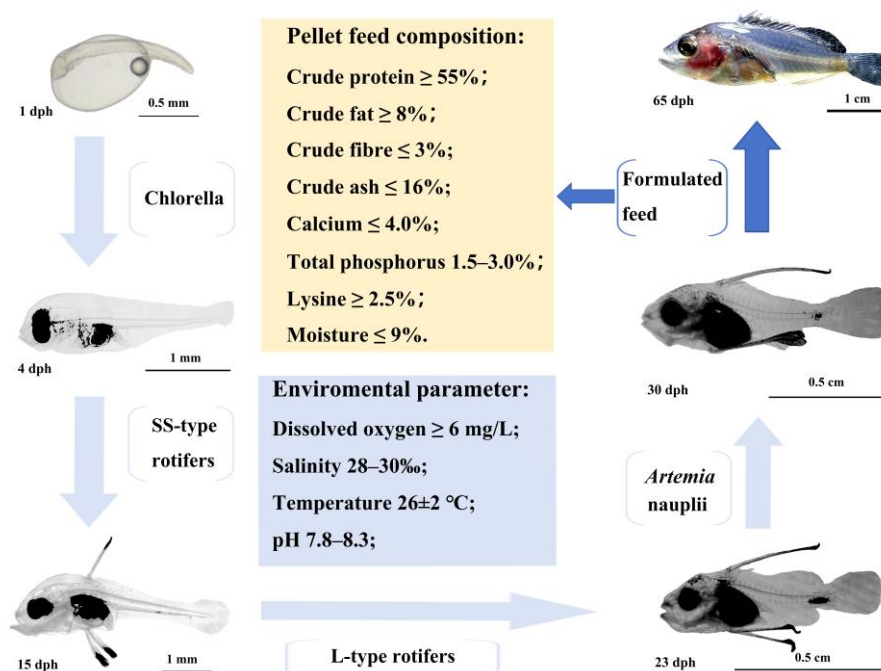 1 dph
0.5 mm
Chlorella
4 dph
1 mm
SS-type
rotifers
15 dph
1 mm
Pellet feed composition:
Crude protein ≥ 55%;
Crude fat ≥ 8%;
Crude fibre ≤ 3%;
Crude ash ≤ 16%;
Calcium ≤ 4.0%;
Total phosphorus 1.5–3.0%;
Lysine ≥ 2.5%;
Moisture ≤ 9%.
Enviromental parameter:
Dissolved oxygen ≥ 6 mg/L;
Salinity 28–30‰;
Temperature 26±2 °C;
pH 7.8–8.3;
L-type rotifers
65 dph
1 cm
Formulated
feed
30 dph
0.5 cm
Artemia
nauplii
23 dph
0.5 cm